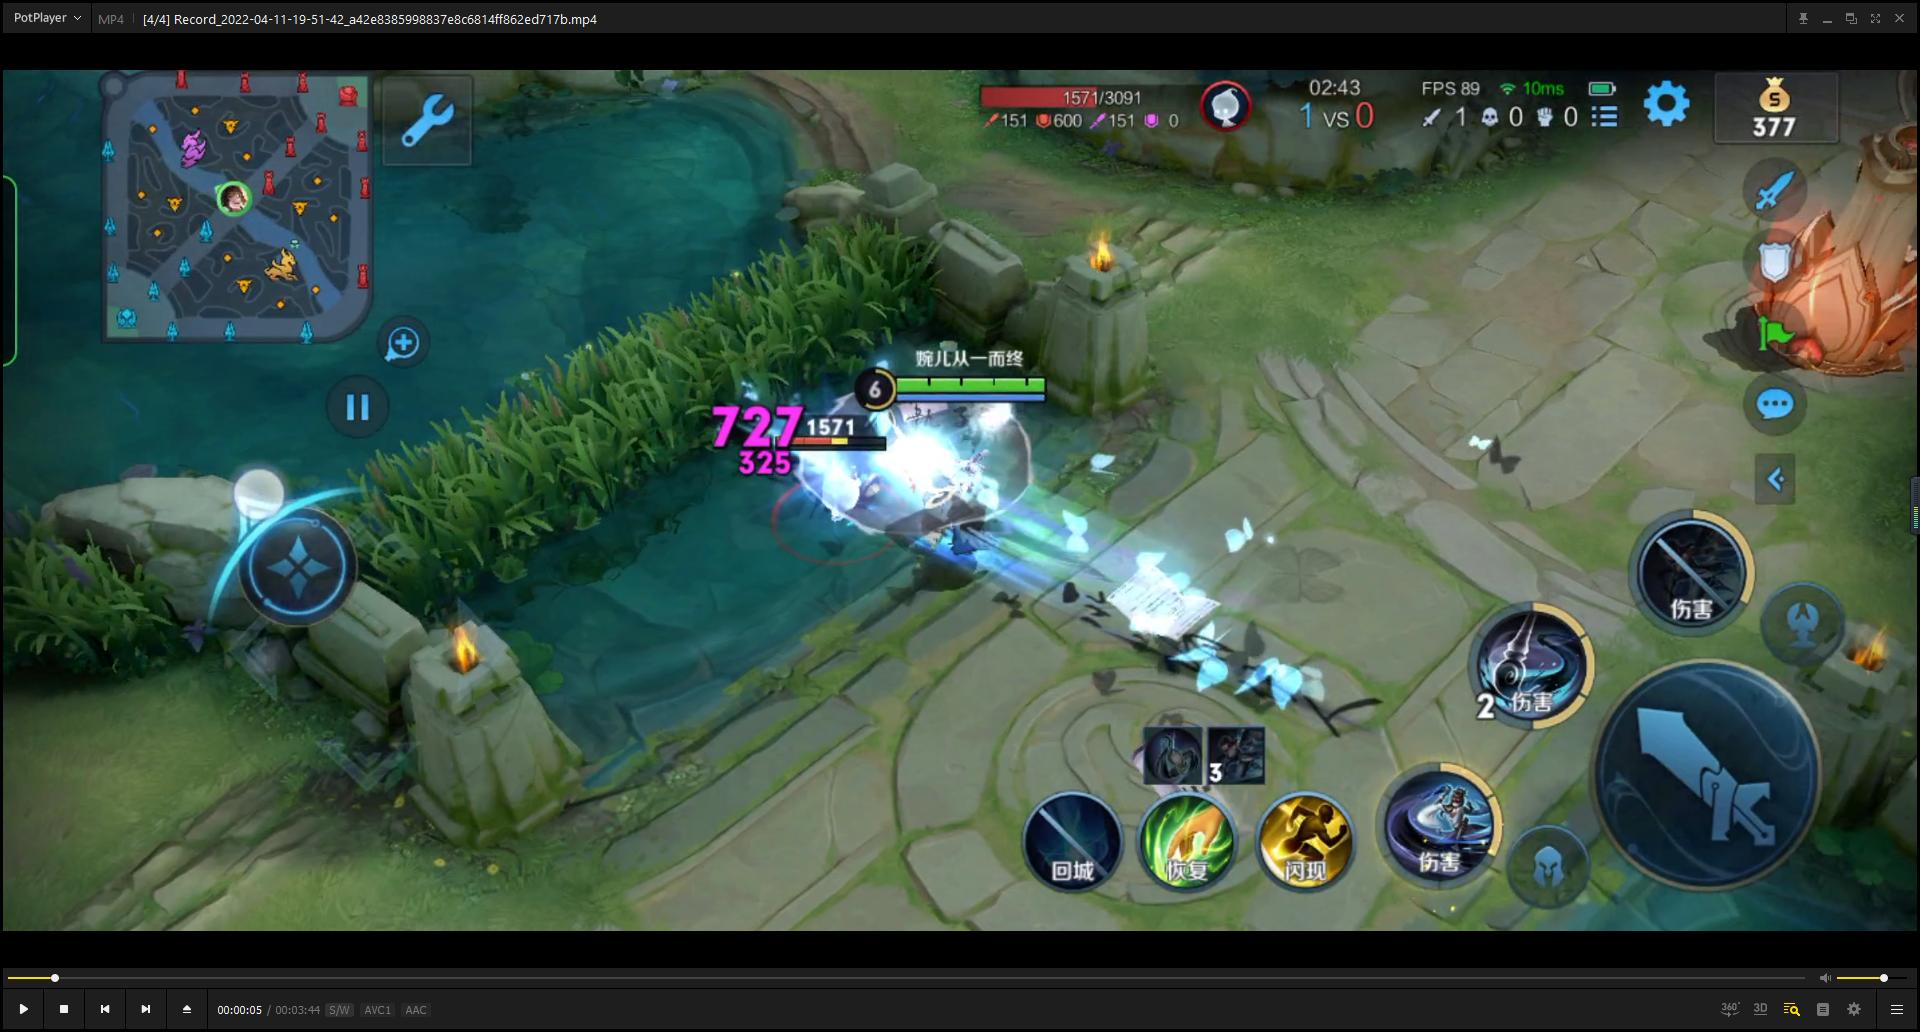 PotPlayer
MP4
[4/4] Record_2022-04-11-19-51-42_a42e8385998837e8c6814ff862ed717b.mp4
1571/3091
151 600 151 0
02:43
1 VS 0
FPS 89 10ms
1 0 0
377
婉儿从一而终
6
727
1571
325
伤害
2 伤害
3
伤害
回城
恢复
闪现
00:00:05 / 00:03:44 S/W AVC1 AAC
360° 3D